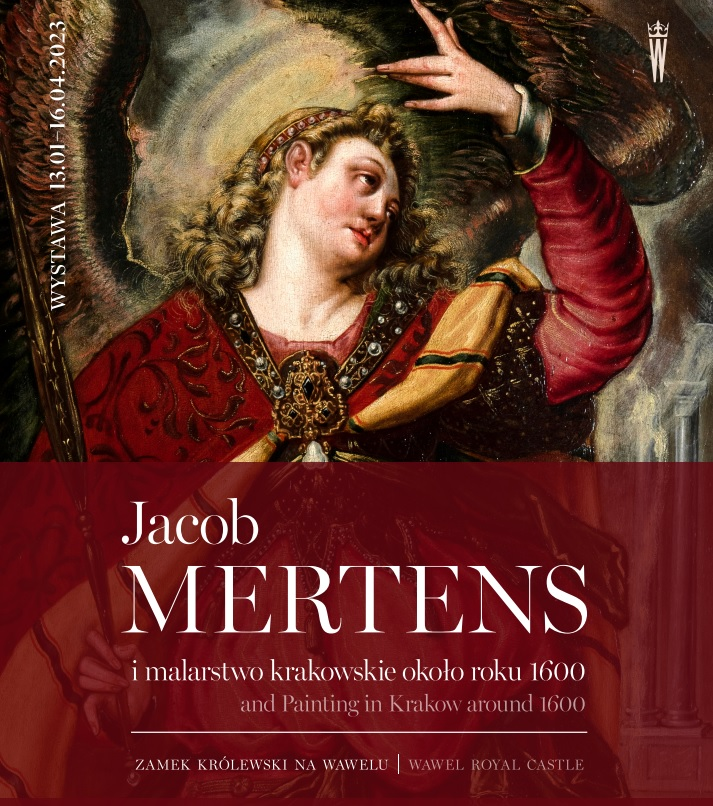 WYSTAWA 13.01–16.04.2023
W
Jacob
MERTENS
i malarstwo krakowskie około roku 1600
and Painting in Krakow around 1600
ZAMEK KRÓLEWSKI NA WAWELU | WAWEL ROYAL CASTLE